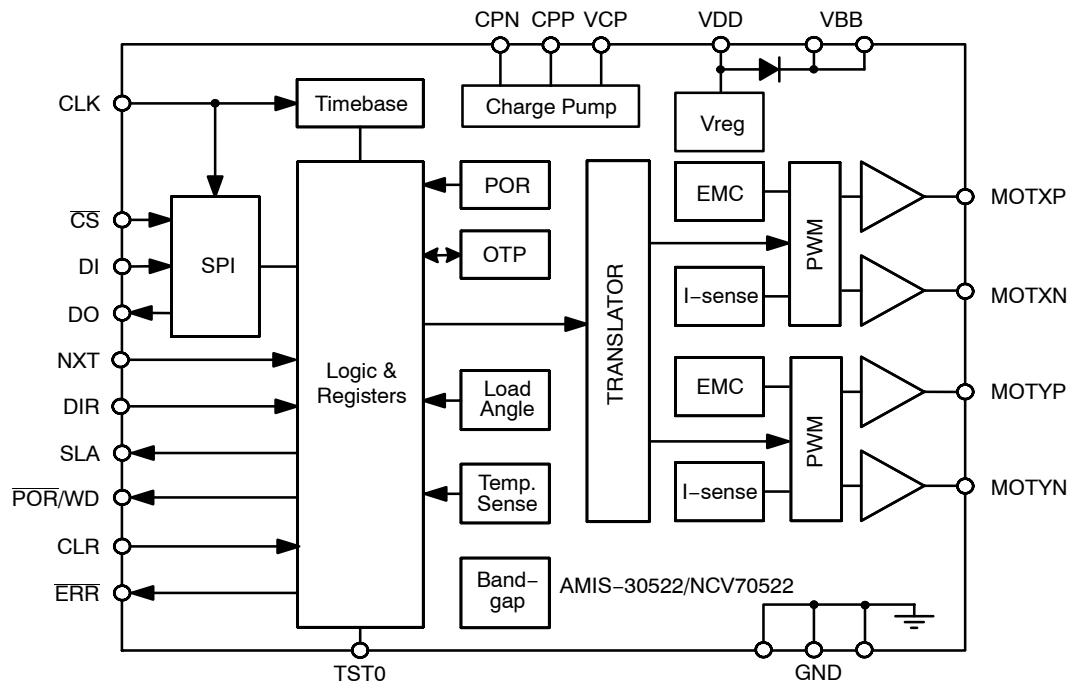 CPN CPP VCP VDD VBB
CLK
Timebase
Charge Pump
Vreg
POR
EMC
MOTXP
CS
DI
SPI
OTP
TRANSLATOR
PWM
DO
I−sense
MOTXN
NXT
Logic &
Registers
EMC
MOTYP
DIR
Load
Angle
SLA
PWM
POR/WD
Temp.
Sense
I−sense
MOTYN
CLR
ERR
Band−
gap
AMIS−30522/NCV70522
TST0
GND